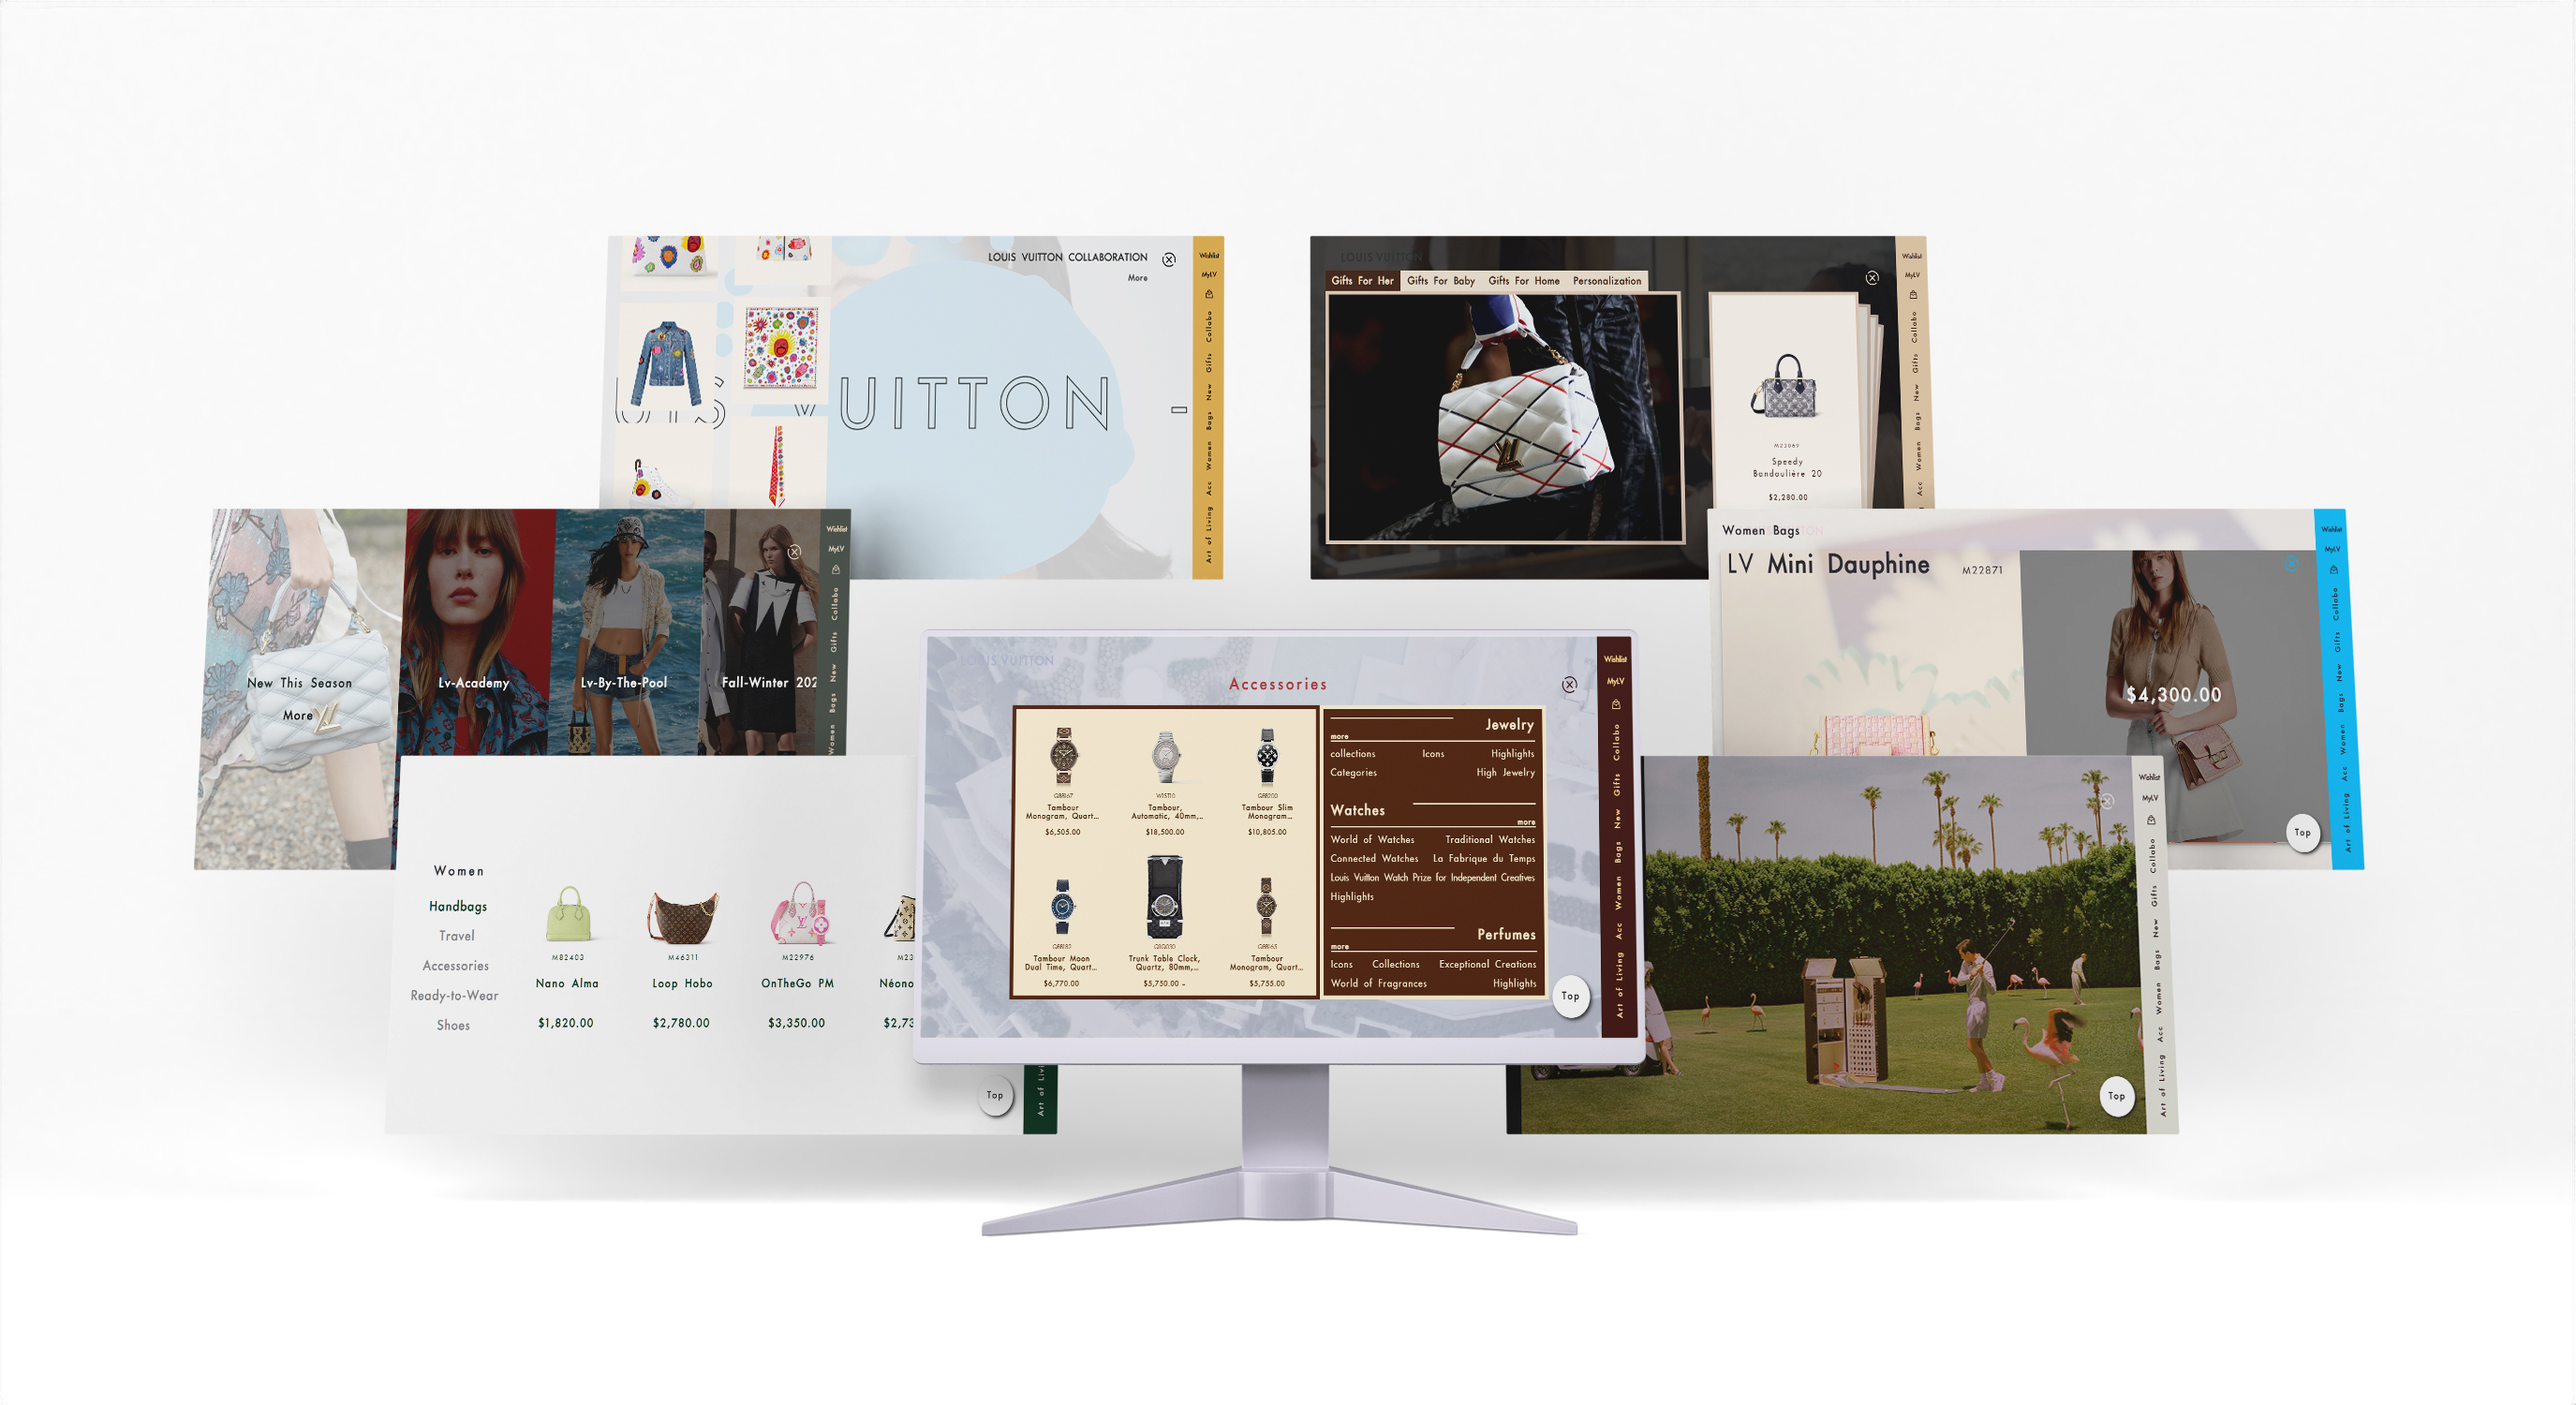 LOUIS VUITTON COLLABORATION
More
UITTON
Wishlist
MyLV
Collabo
Gifts
New
Bags
Women
Acc
Art of Living
LOUIS VUITTON
Gifts For Her
Gifts For Baby
Gifts For Home
Personalization
Speedy
Bandoulière 20
$2,280.00
Wishlist
MyLV
Collabo
Gifts
New
Bags
Women
Acc
New This Season
More
Lv-Academy
Lv-By-The-Pool
Fall-Winter 202
Wishlist
MyLV
Collabo
Gifts
New
Bags
Women
Women Bags
LV Mini Dauphine
M22871
$4,300.00
Top
Wishlist
MyLV
Collabo
Gifts
New
Bags
Women
Acc
Art of Living
Women
Handbags
Travel
Accessories
Ready-to-Wear
Shoes
M82403
Nano Alma
$1,820.00
M46311
Loop Hobo
$2,780.00
M22976
OnTheGo PM
$3,350.00
M23
Néono
$2,73
Top
Art of Livi
LOUIS VUITTON
Accessories
Tambour
Monogram, Quart...
$6,505.00
Tambour,
Automatic, 40mm,...
$18,500.00
Tambour Slim
Monogram...
$10,805.00
Tambour Moon
Dual Time, Quart...
$6,770.00
Trunk Table Clock,
Quartz, 80mm,...
$5,750.00 -
Tambour
Monogram, Quart...
$5,755.00
Jewelry
more
collections Icons Highlights
Categories High Jewelry
Watches
more
World of Watches Traditional Watches
Connected Watches La Fabrique du Temps
Louis Vuitton Watch Prize for Independent Creatives
Highlights
Perfumes
more
Icons Collections Exceptional Creations
World of Fragrances Highlights
Top
Wishlist
MyLV
Collabo
Gifts
New
Bags
Women
Acc
Art of Living
Wishlist
MyLV
Collabo
Gifts
New
Bags
Women
Acc
Art of Living
Top